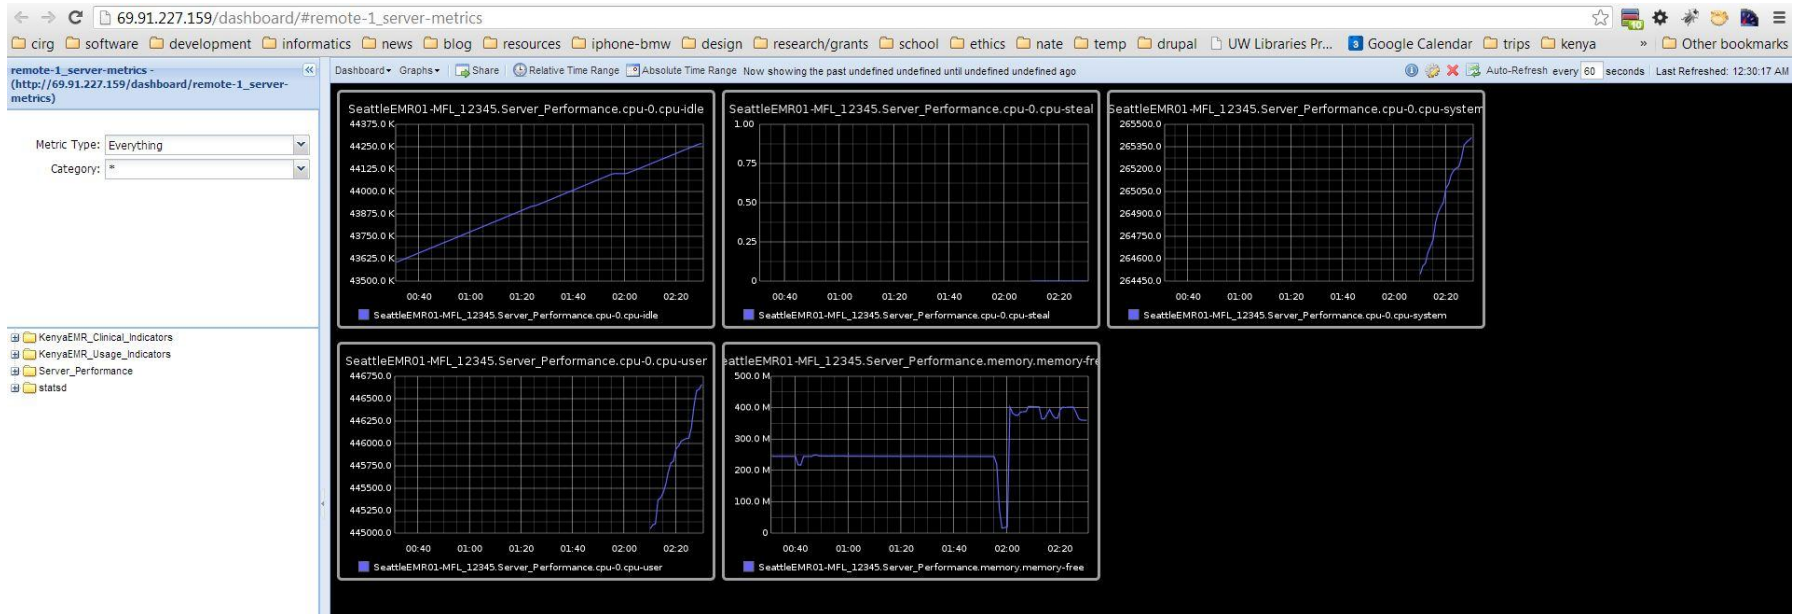 69.91.227.159/dashboard/#remote-1_server-metrics
cirg software development informatics news blog resources iphone-bmw design research/grants school ethics nate temp drupal UW Libraries Pr... 3 Google Calendar trips kenya » Other bookmarks
remote-1_server-metrics -
(http://69.91.227.159/dashboard/remote-1_server-
metrics)
Metric Type: Everything
Category: *
KenyaEMR_Clinical_Indicators
KenyaEMR_Usage_Indicators
Server_Performance
statsd
Dashboard Graphs Share Relative Time Range Absolute Time Range Now showing the past undefined undefined until undefined undefined ago Auto-Refresh every 60 seconds Last Refreshed: 12:30:17 AM
SeattleEMR01-MFL_12345.Server_Performance.cpu-0.cpu-idle
44375.0 K
44250.0 K
44125.0 K
44000.0 K
43875.0 K
43750.0 K
43625.0 K
43500.0 K
00:40 01:00 01:20 01:40 02:00 02:20
SeattleEMR01-MFL_12345.Server_Performance.cpu-0.cpu-idle
SeattleEMR01-MFL_12345.Server_Performance.cpu-0.cpu-steal
1.00
0.75
0.50
0.25
0
00:40 01:00 01:20 01:40 02:00 02:20
SeattleEMR01-MFL_12345.Server_Performance.cpu-0.cpu-steal
SeattleEMR01-MFL_12345.Server_Performance.cpu-0.cpu-system
265500.0
265350.0
265200.0
265050.0
264900.0
264750.0
264600.0
264450.0
00:40 01:00 01:20 01:40 02:00 02:20
SeattleEMR01-MFL_12345.Server_Performance.cpu-0.cpu-system
SeattleEMR01-MFL_12345.Server_Performance.cpu-0.cpu-user
446750.0
446500.0
446250.0
446000.0
445750.0
445500.0
445250.0
445000.0
00:40 01:00 01:20 01:40 02:00 02:20
SeattleEMR01-MFL_12345.Server_Performance.cpu-0.cpu-user
eattleEMR01-MFL_12345.Server_Performance.memory.memory-fre
500.0 M
400.0 M
300.0 M
200.0 M
100.0 M
0
00:40 01:00 01:20 01:40 02:00 02:20
SeattleEMR01-MFL_12345.Server_Performance.memory.memory-free